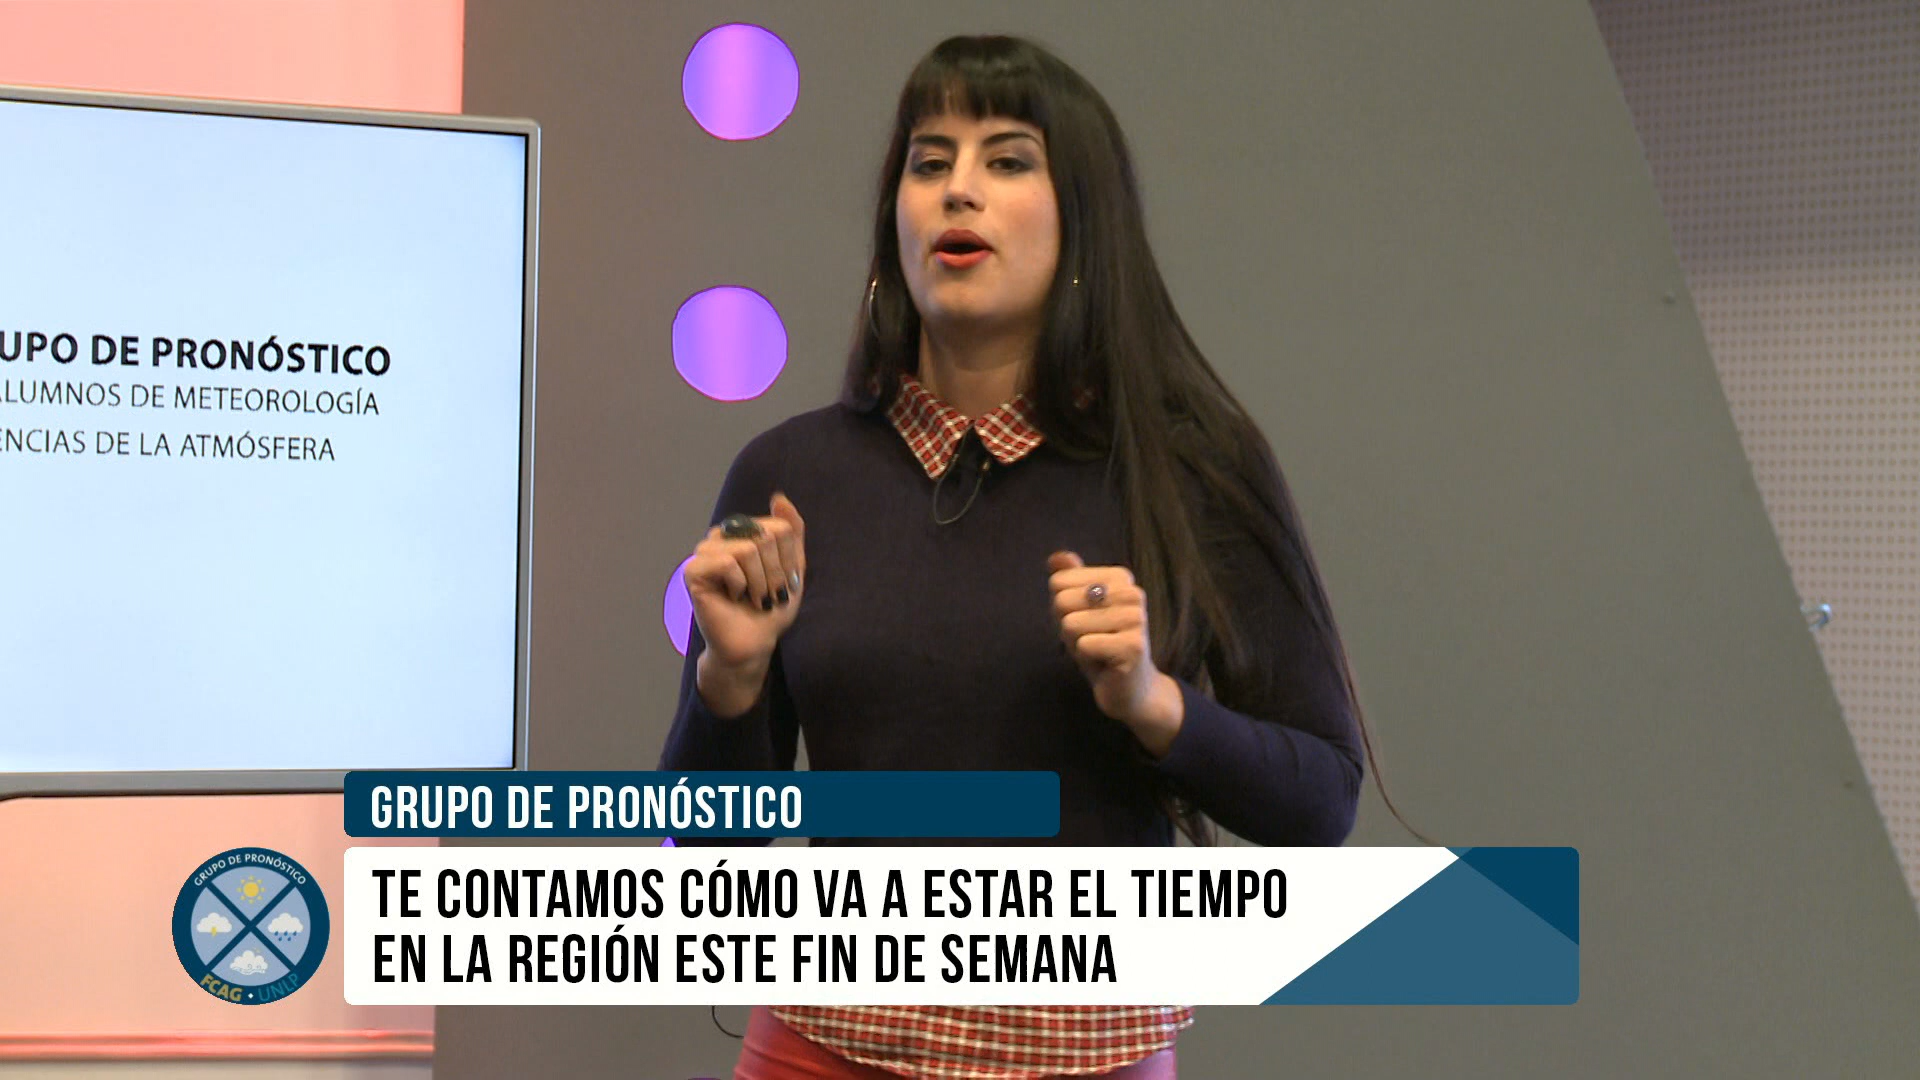 UPO DE PRONÓSTICO
ALUMNOS DE METEOROLOGÍA
ENCIAS DE LA ATMÓSFERA
GRUPO DE PRONÓSTICO
TE CONTAMOS CÓMO VA A ESTAR EL TIEMPO
EN LA REGIÓN ESTE FIN DE SEMANA
GRUPO DE PRONÓSTICO
FCAG • UNLP